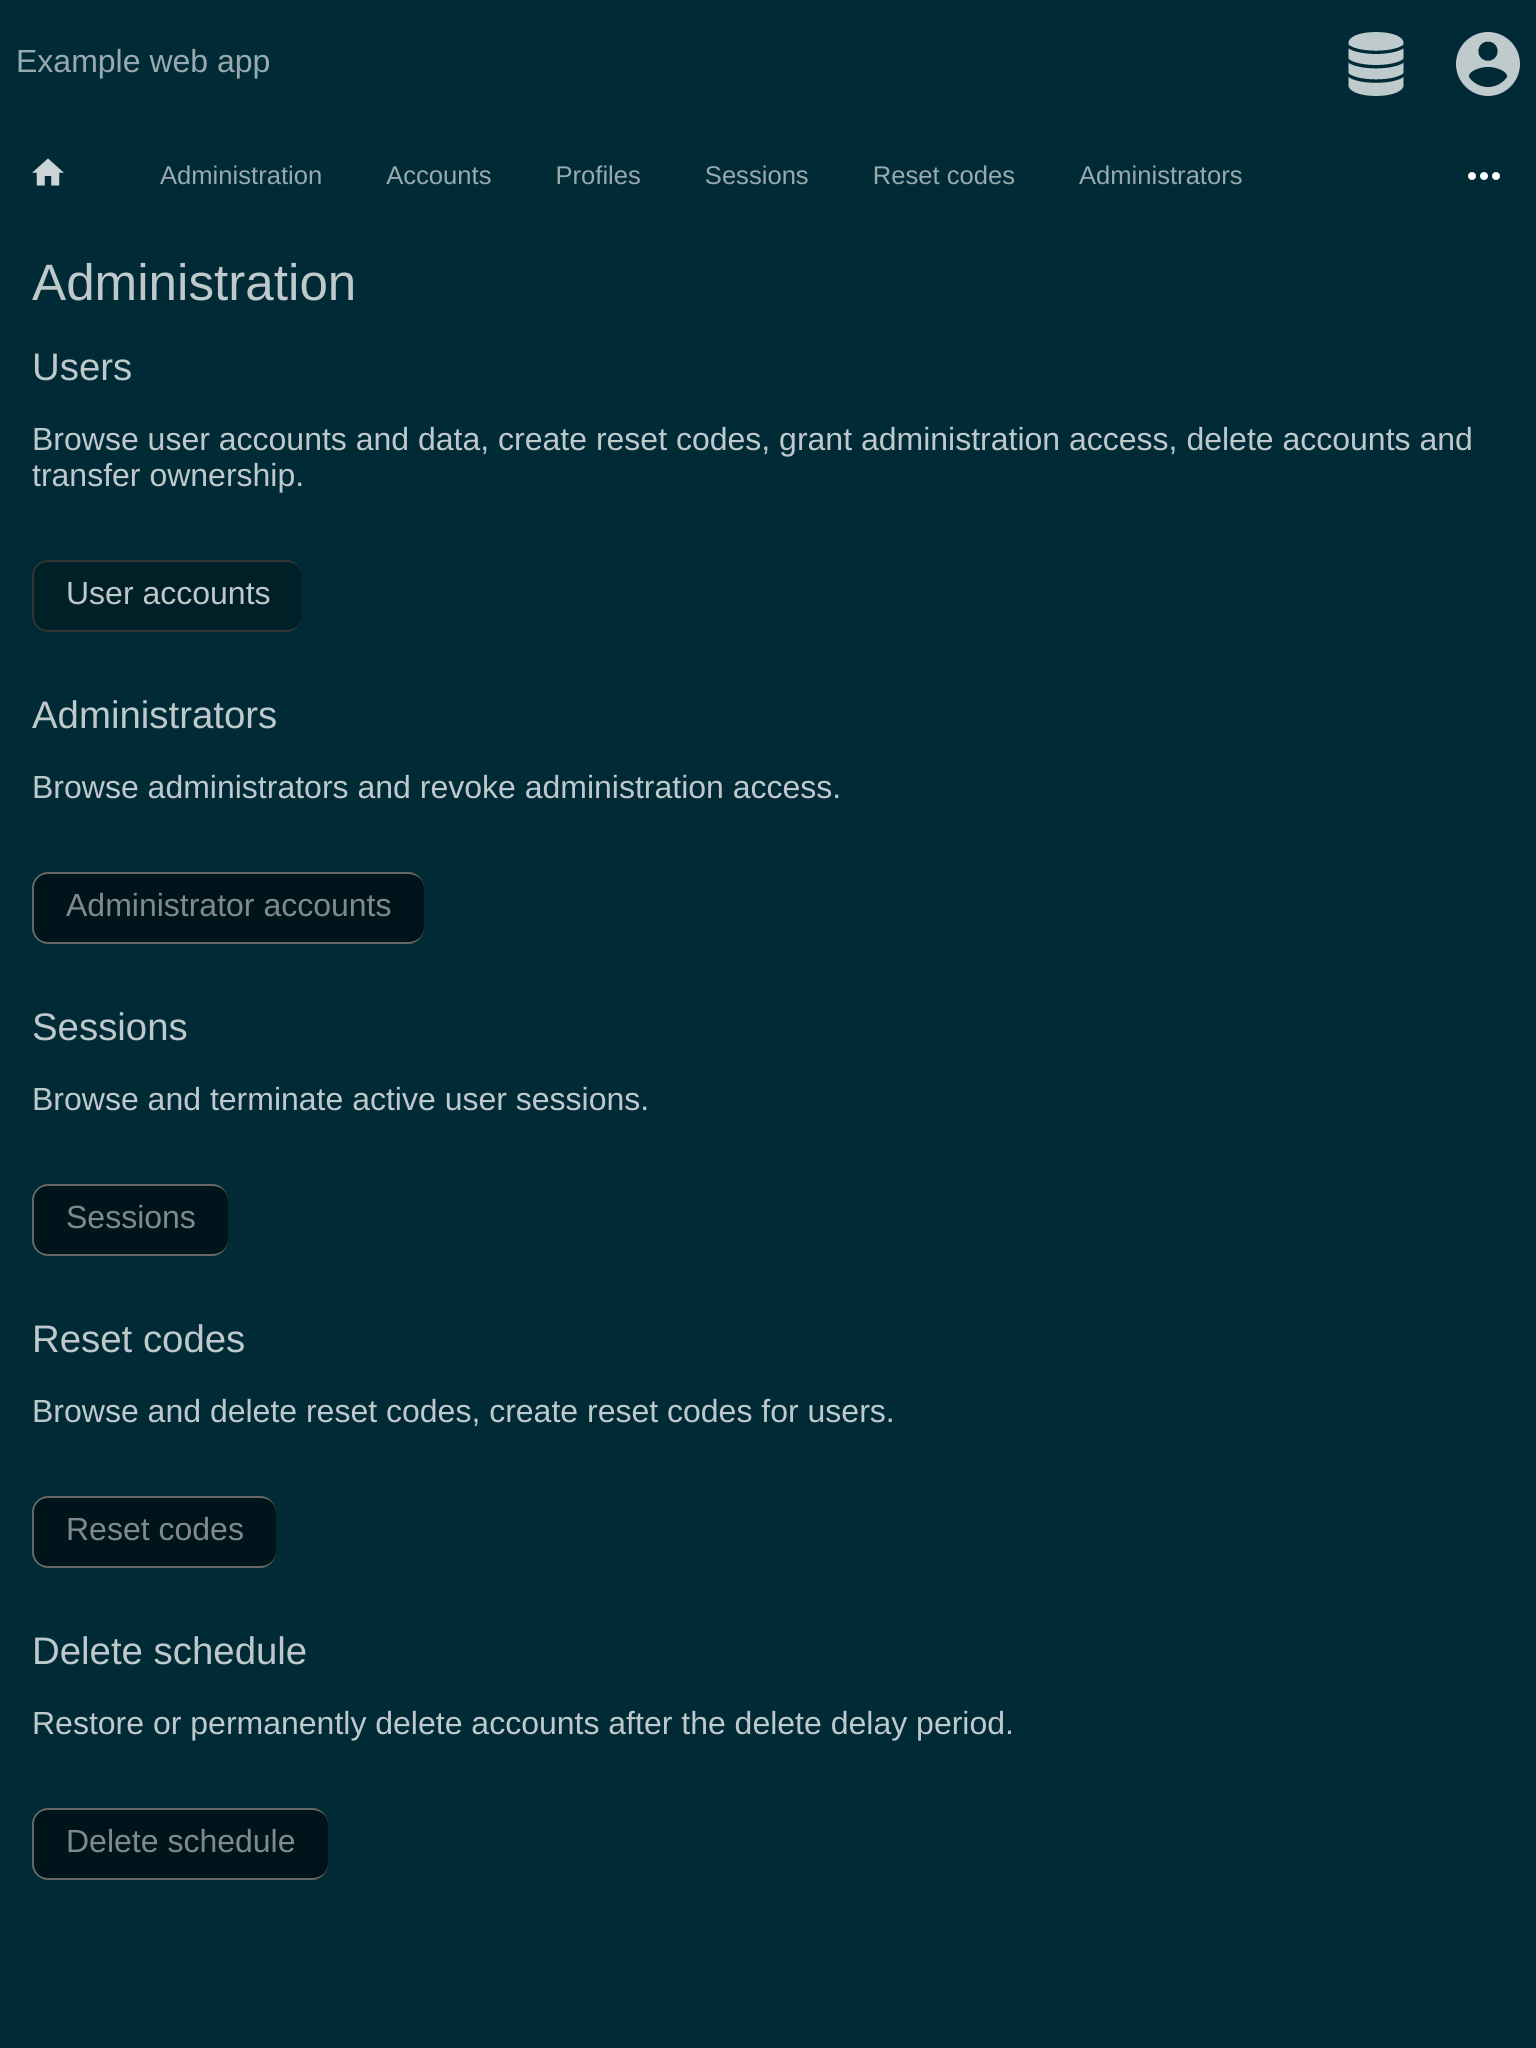 Example web app
Administration Accounts Profiles Sessions Reset codes Administrators
Administration
Users
Browse user accounts and data, create reset codes, grant administration access, delete accounts and
transfer ownership.
User accounts
Administrators
Browse administrators and revoke administration access.
Administrator accounts
Sessions
Browse and terminate active user sessions.
Sessions
Reset codes
Browse and delete reset codes, create reset codes for users.
Reset codes
Delete schedule
Restore or permanently delete accounts after the delete delay period.
Delete schedule